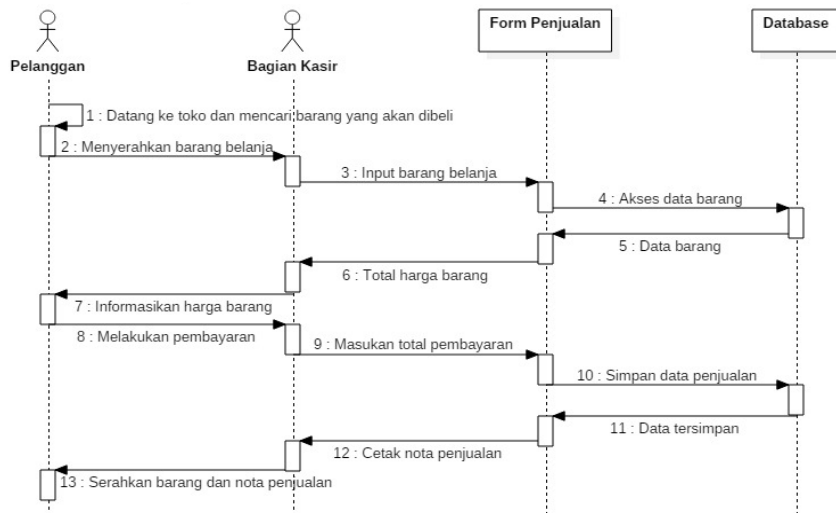 Pelanggan
Bagian Kasir
Form Penjualan
Database
1 : Datang ke toko dan mencari barang yang akan dibeli
2 : Menyerahkan barang belanja
3 : Input barang belanja
4 : Akses data barang
5 : Data barang
6 : Total harga barang
7 : Informasikan harga barang
8 : Melakukan pembayaran
9 : Masukan total pembayaran
10 : Simpan data penjualan
11 : Data tersimpan
12 : Cetak nota penjualan
13 : Serahkan barang dan nota penjualan